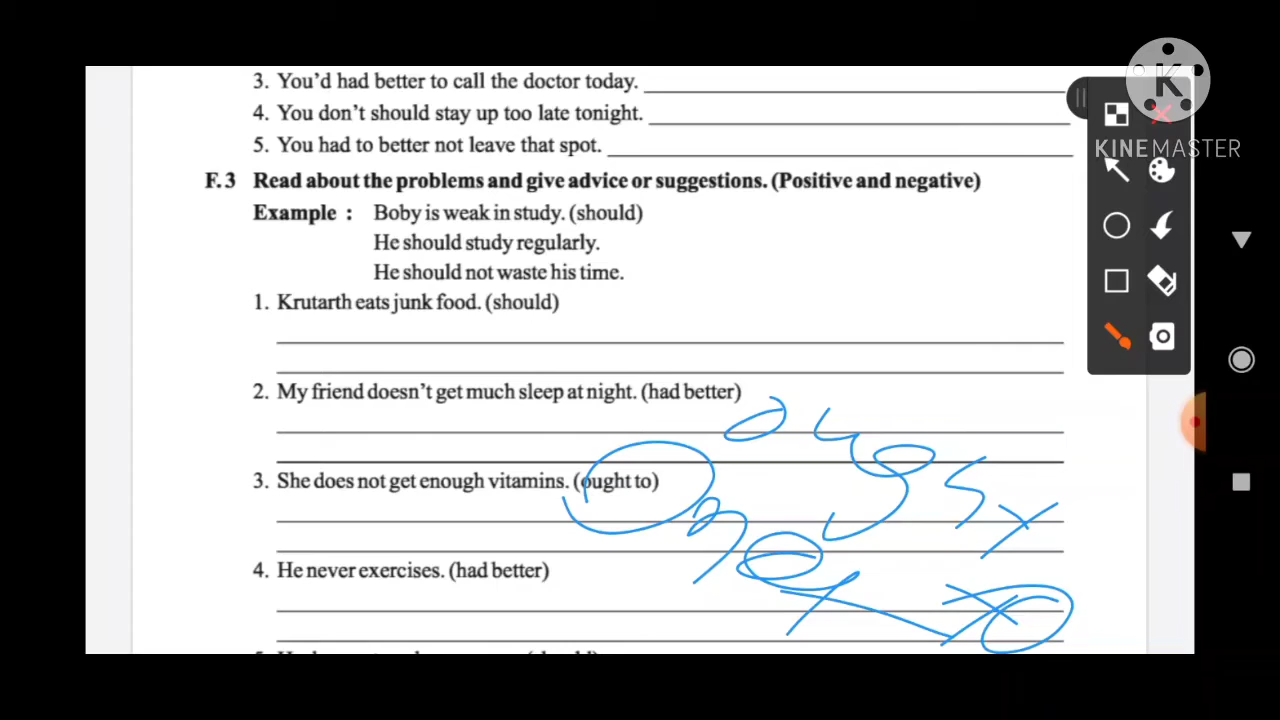 3. You'd had better to call the doctor today.
4. You don't should stay up too late tonight.
5. You had to better not leave that spot.
F.3 Read about the problems and give advice or suggestions. (Positive and negative)
Example : Boby is weak in study. (should)
He should study regularly.
He should not waste his time.
1. Krutarth eats junk food. (should)
2. My friend doesn't get much sleep at night. (had better)
3. She does not get enough vitamins. (ought to)
4. He never exercises. (had better)
K
KINEMASTER